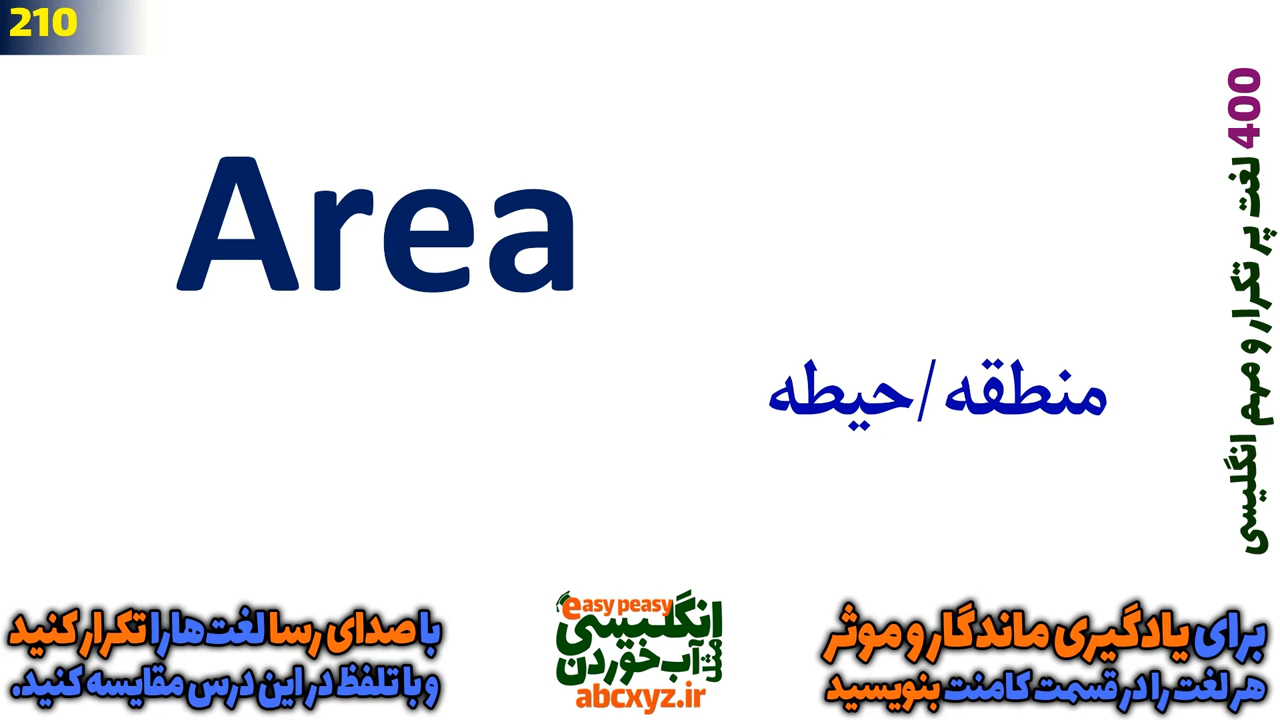 210
Area
منطقه/حیطه
400 لغت پر تکرار و مهم انگلیسی
برای یادگیری ماندگار و موثر
هر لغت را در قسمت کامنت بنویسید
easy peasy
انگلیسی
مثل آب خوردن
abcxyz.ir
با صدای رسا لغت‌ها را تکرار کنید
و با تلفظ در این درس مقایسه کنید.